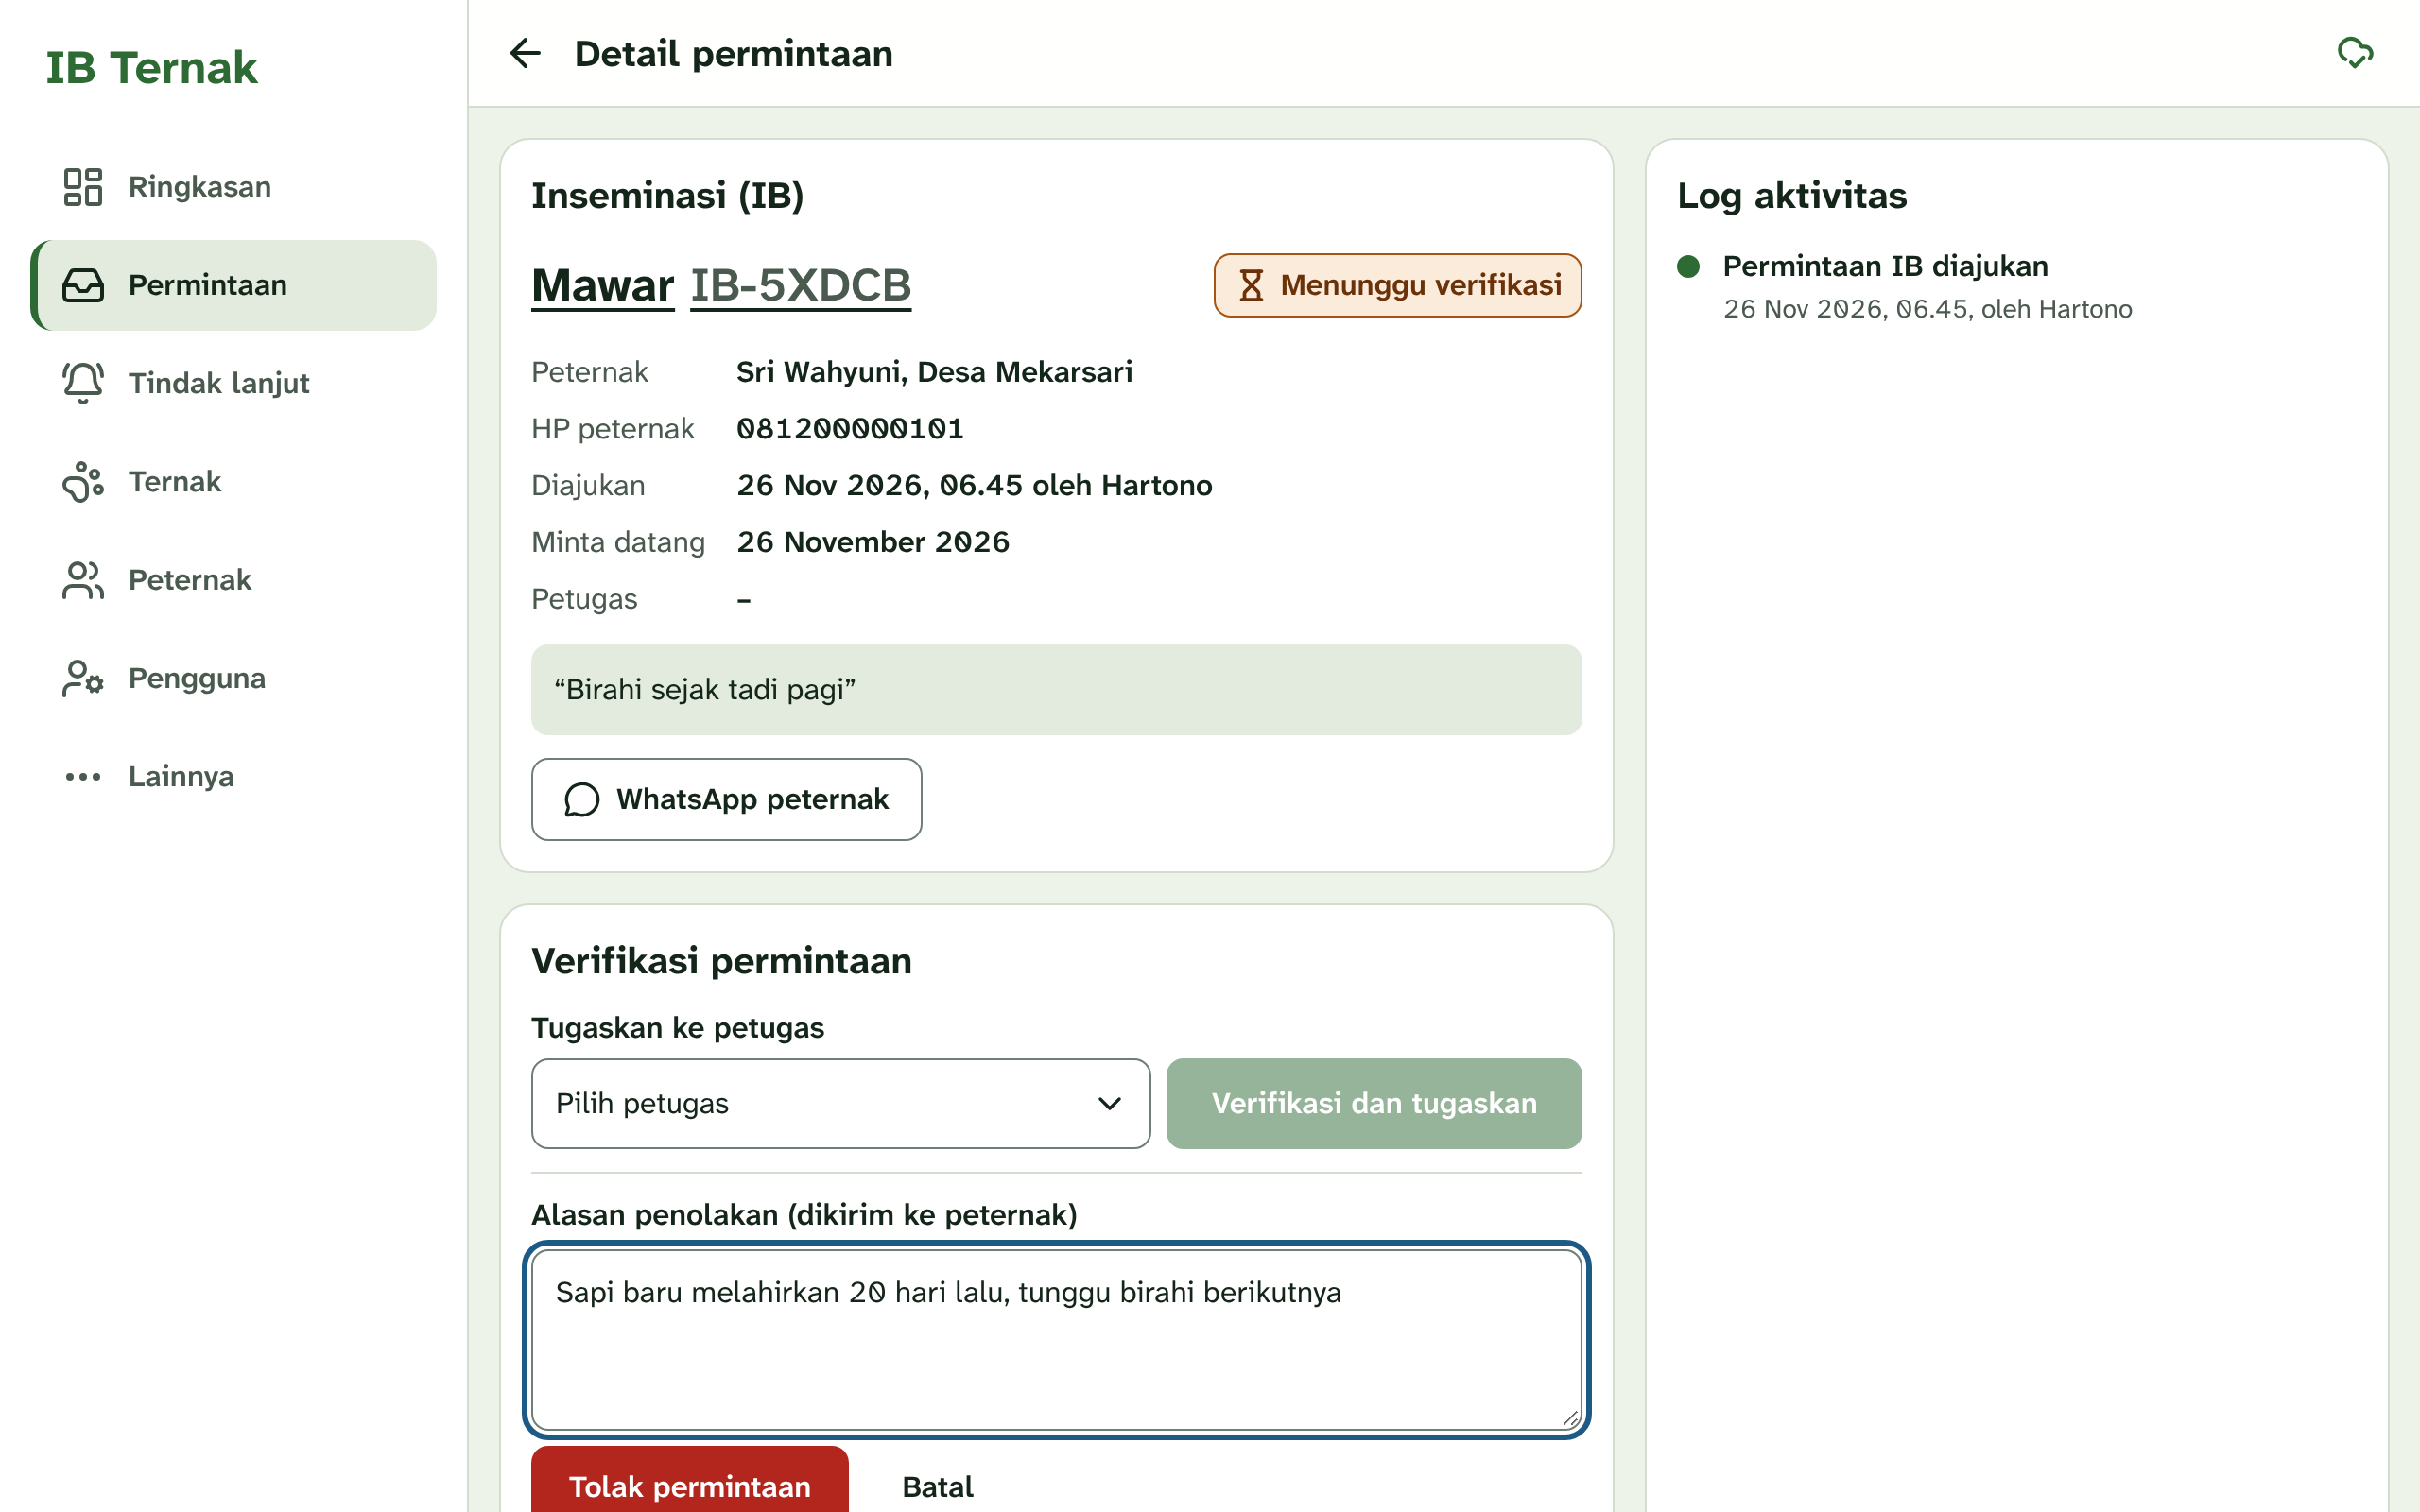 IB Ternak
Ringkasan
Permintaan
Tindak lanjut
Ternak
Peternak
Pengguna
Lainnya
Detail permintaan
Inseminasi (IB)
Mawar IB-5XDCB
Menunggu verifikasi
Peternak Sri Wahyuni, Desa Mekarsari
HP peternak 081200000101
Diajukan 26 Nov 2026, 06.45 oleh Hartono
Minta datang 26 November 2026
Petugas –
“Birahi sejak tadi pagi”
WhatsApp peternak
Verifikasi permintaan
Tugaskan ke petugas
Pilih petugas
Verifikasi dan tugaskan
Alasan penolakan (dikirim ke peternak)
Sapi baru melahirkan 20 hari lalu, tunggu birahi berikutnya
Tolak permintaan
Batal
Log aktivitas
Permintaan IB diajukan
26 Nov 2026, 06.45, oleh Hartono